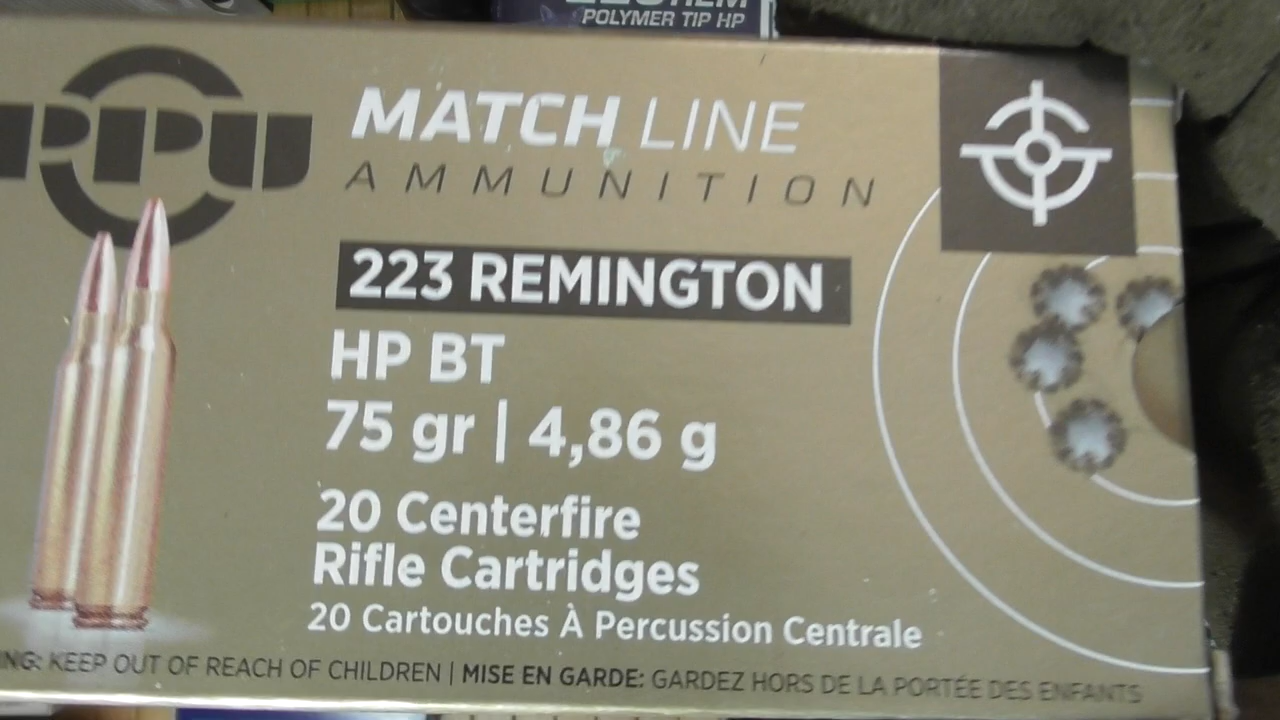 POLYMER TIP HP
PPU
MATCH LINE
AMMUNITION
223 REMINGTON
HP BT
75 gr | 4,86 g
20 Centerfire
Rifle Cartridges
20 Cartouches À Percussion Centrale
KEEP OUT OF REACH OF CHILDREN | MISE EN GARDE: GARDEZ HORS DE LA PORTÉE DES ENFANTS